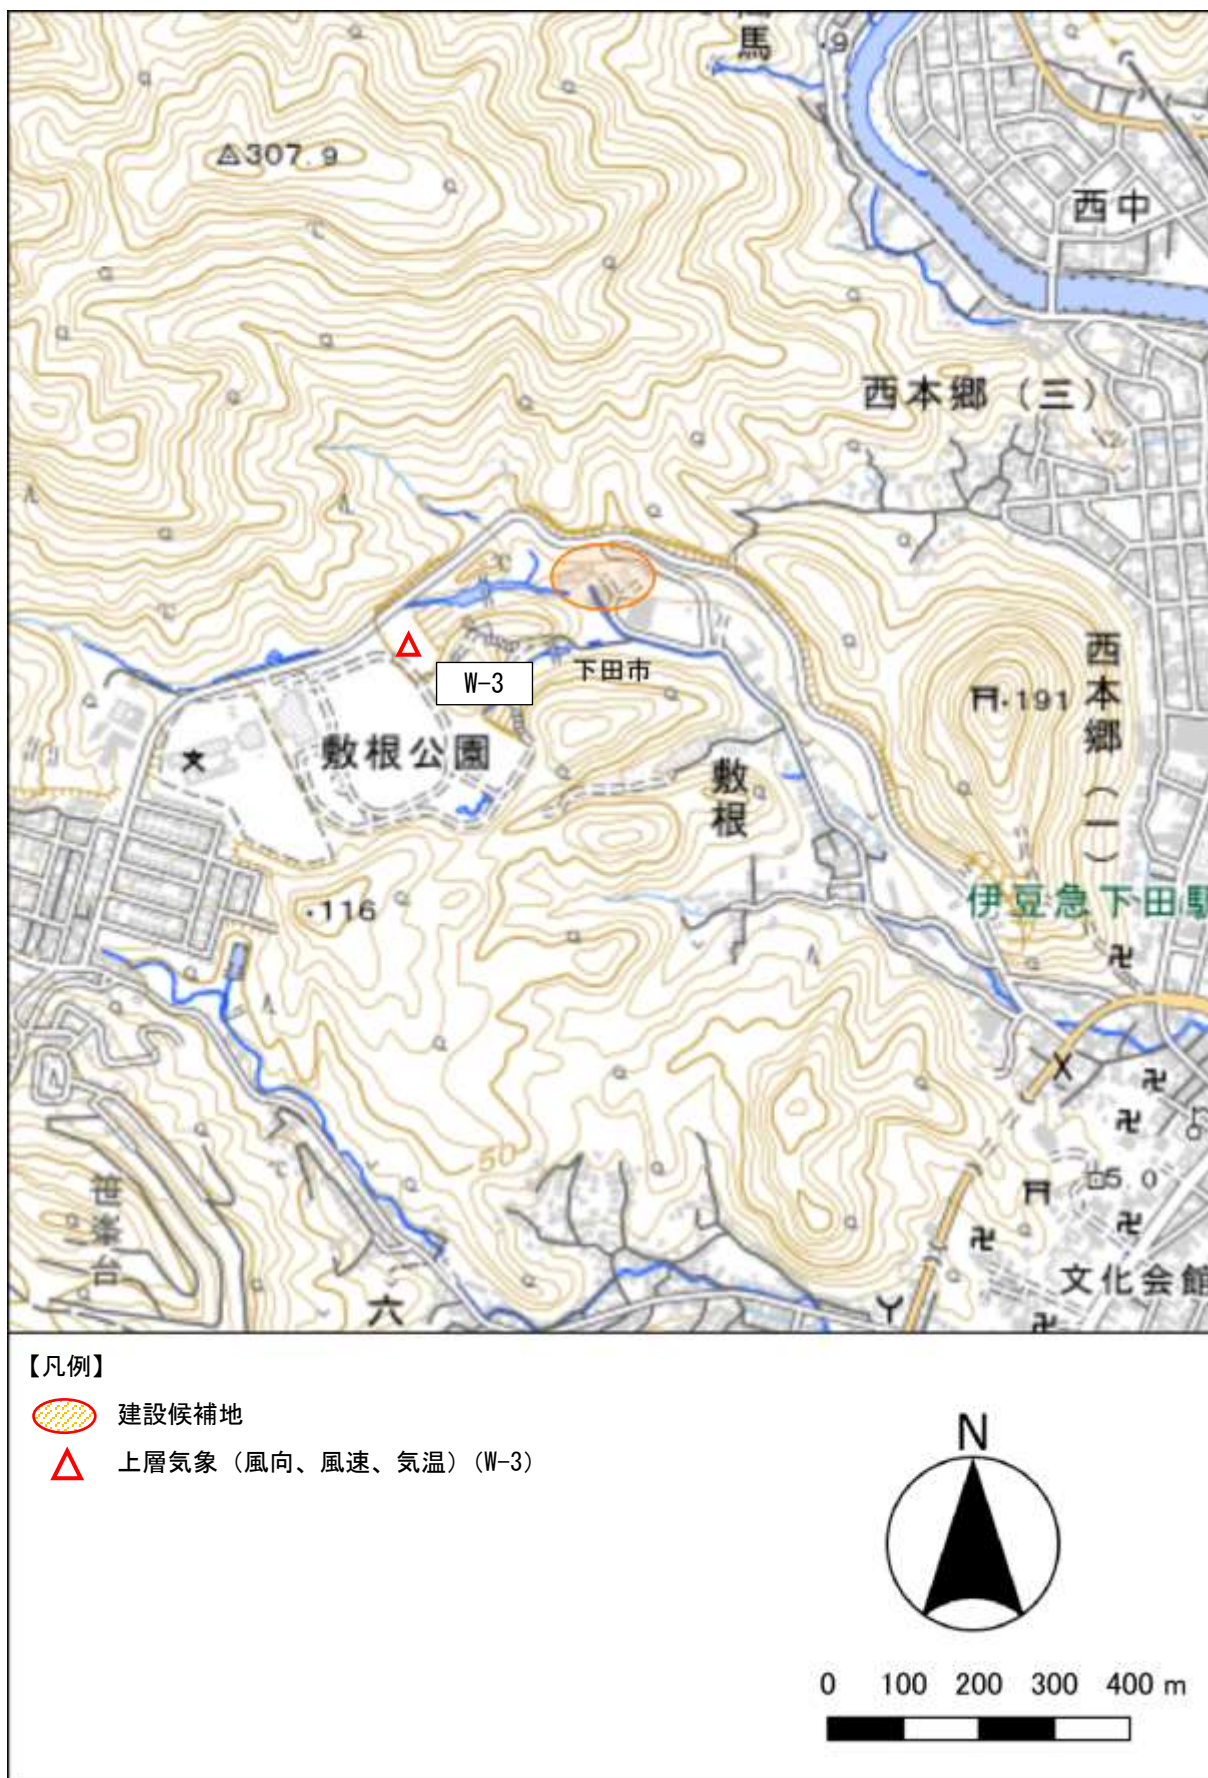 馬
9
307.9
西中
西本郷（三）
下田市
W-3
191
西本郷（一）
敷根公園
敷根
伊豆急下田駅
116
50
5 0
文化会館
六
【凡例】
建設候補地
上層気象（風向、風速、気温）(W-3)
N
0 100 200 300 400 m